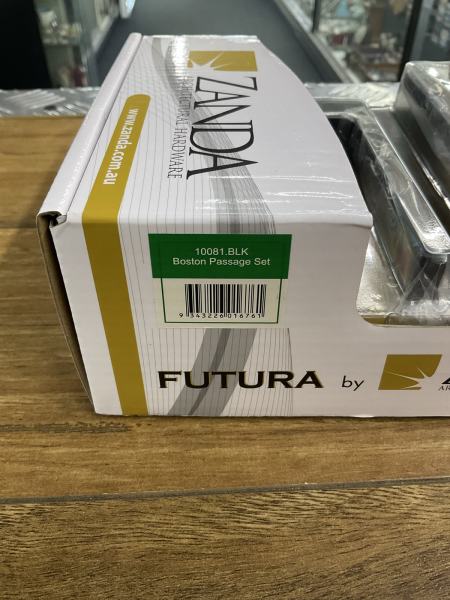 ZANDA
ARCHITECTURAL HARDWARE
www.zanda.com.au
10081.BLK
Boston Passage Set
9 343226 016761
FUTURA by